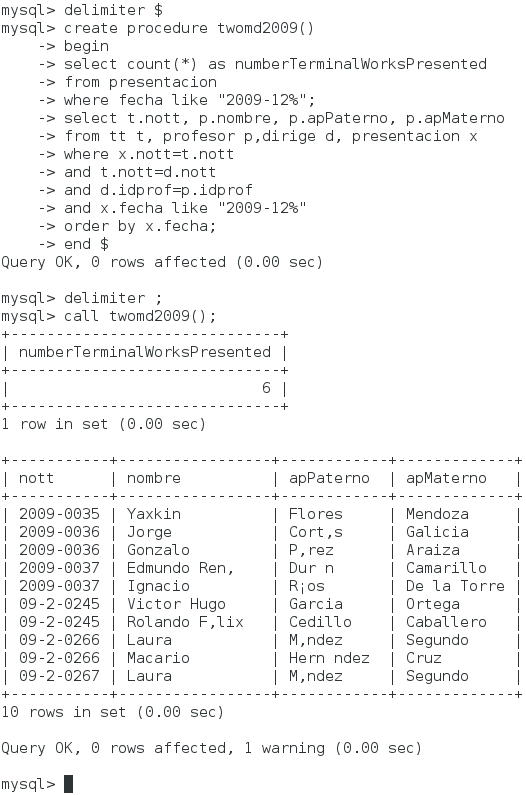 mysql> delimiter $
mysql> create procedure twomd2009()
    -> begin
    -> select count(*) as numberTerminalWorksPresented
    -> from presentacion
    -> where fecha like "2009-12%";
    -> select t.nott, p.nombre, p.apPaterno, p.apMaterno
    -> from tt t, profesor p,dirige d, presentacion x
    -> where x.nott=t.nott
    -> and t.nott=d.nott
    -> and d.idprof=p.idprof
    -> and x.fecha like "2009-12%"
    -> order by x.fecha;
    -> end $
Query OK, 0 rows affected (0.00 sec)

mysql> delimiter ;
mysql> call twomd2009();
+------------------------------+
| numberTerminalWorksPresented |
+------------------------------+
|                            6 |
+------------------------------+
1 row in set (0.00 sec)

+-----------+-----------------+------------+-------------+
| nott      | nombre          | apPaterno  | apMaterno   |
+-----------+-----------------+------------+-------------+
| 2009-0035 | Yaxkin          | Flores     | Mendoza     |
| 2009-0036 | Jorge           | Cort,s     | Galicia     |
| 2009-0036 | Gonzalo         | P,rez      | Araiza      |
| 2009-0037 | Edmundo Ren,    | Dur n      | Camarillo   |
| 2009-0037 | Ignacio         | R¡os       | De la Torre |
| 09-2-0245 | Victor Hugo     | Garcia     | Ortega      |
| 09-2-0245 | Rolando F,lix   | Cedillo    | Caballero   |
| 09-2-0266 | Laura           | M,ndez     | Segundo     |
| 09-2-0266 | Macario         | Hern ndez  | Cruz        |
| 09-2-0267 | Laura           | M,ndez     | Segundo     |
+-----------+-----------------+------------+-------------+
10 rows in set (0.00 sec)

Query OK, 0 rows affected, 1 warning (0.00 sec)

mysql>